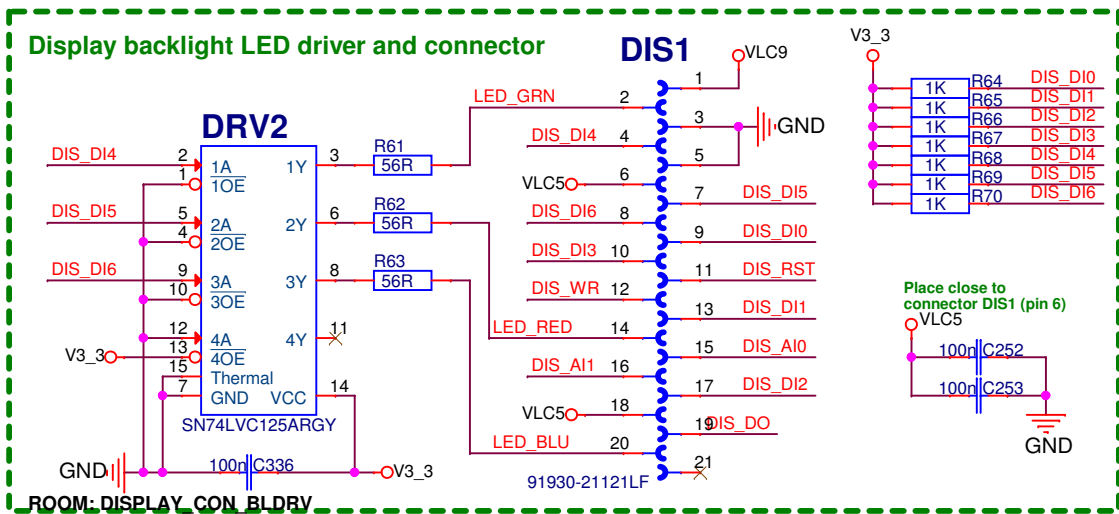 Display backlight LED driver and connector
DIS1
VLC9
V3_3
1
LED_GRN
2
3
GND
DIS_DI4
4
5
VLC5
6
7
DIS_DI5
DIS_DI6
8
9
DIS_DI0
DIS_DI3
10
11
DIS_RST
DIS_WR
12
13
DIS_DI1
LED_RED
14
15
DIS_AI0
DIS_AI1
16
17
DIS_DI2
VLC5
18
19
DIS_DO
LED_BLU
20
21
91930-21121LF
DRV2
DIS_DI4
2
1A
1Y
3
R61
56R
1
1OE
DIS_DI5
5
2A
2Y
6
R62
56R
4
2OE
DIS_DI6
9
3A
3Y
8
R63
56R
10
3OE
12
4A
4Y
11
V3_3
13
4OE
15
Thermal
7
GND
VCC
14
SN74LVC125ARGY
GND
100n
C336
V3_3
ROOM: DISPLAY_CON_BLDRV
1K
R64
DIS_DI0
1K
R65
DIS_DI1
1K
R66
DIS_DI2
1K
R67
DIS_DI3
1K
R68
DIS_DI4
1K
R69
DIS_DI5
1K
R70
DIS_DI6
Place close to
connector DIS1 (pin 6)
VLC5
100n
C252
100n
C253
GND